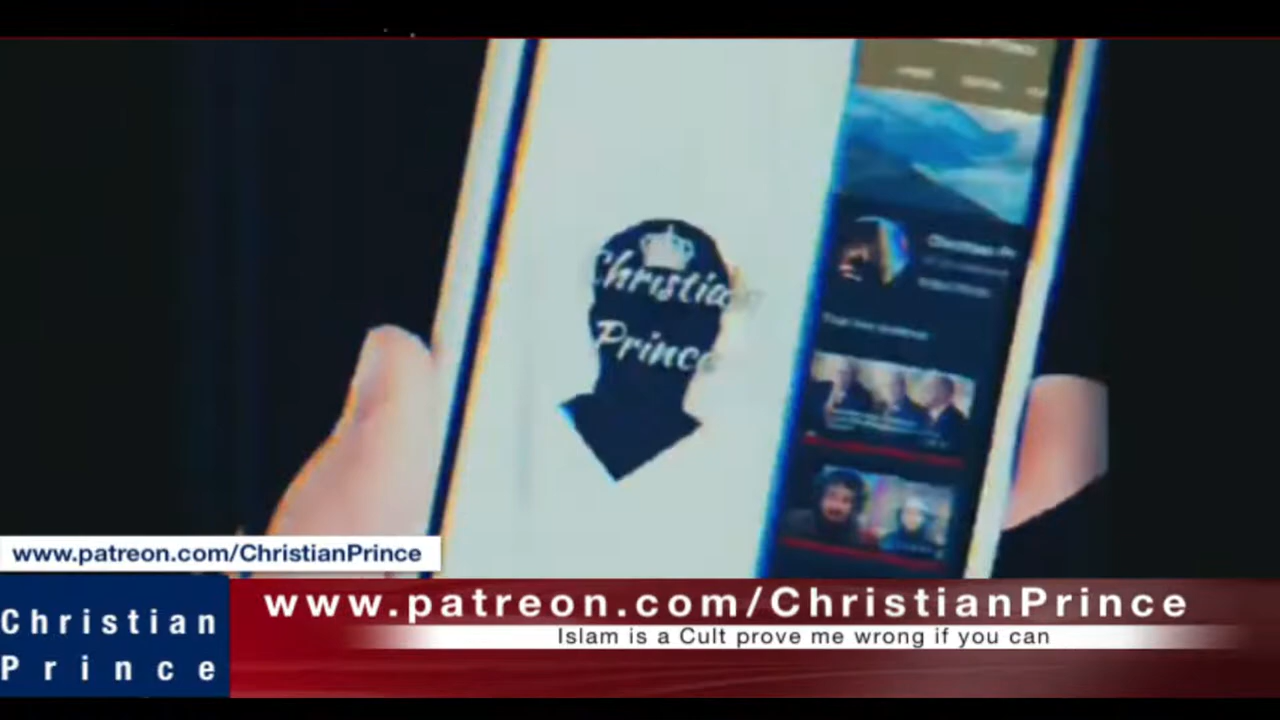 Christian
Prince
www.patreon.com/ChristianPrince
Christian
Prince
www.patreon.com/ChristianPrince
Islam is a Cult prove me wrong if you can